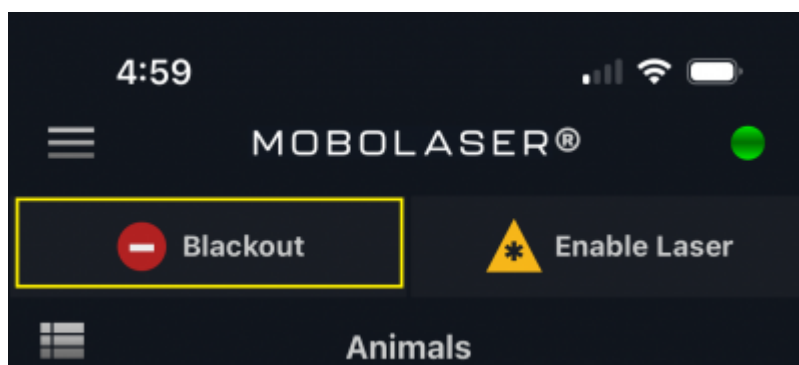 4:59
MOBOLASER®
Blackout
Enable Laser
Animals